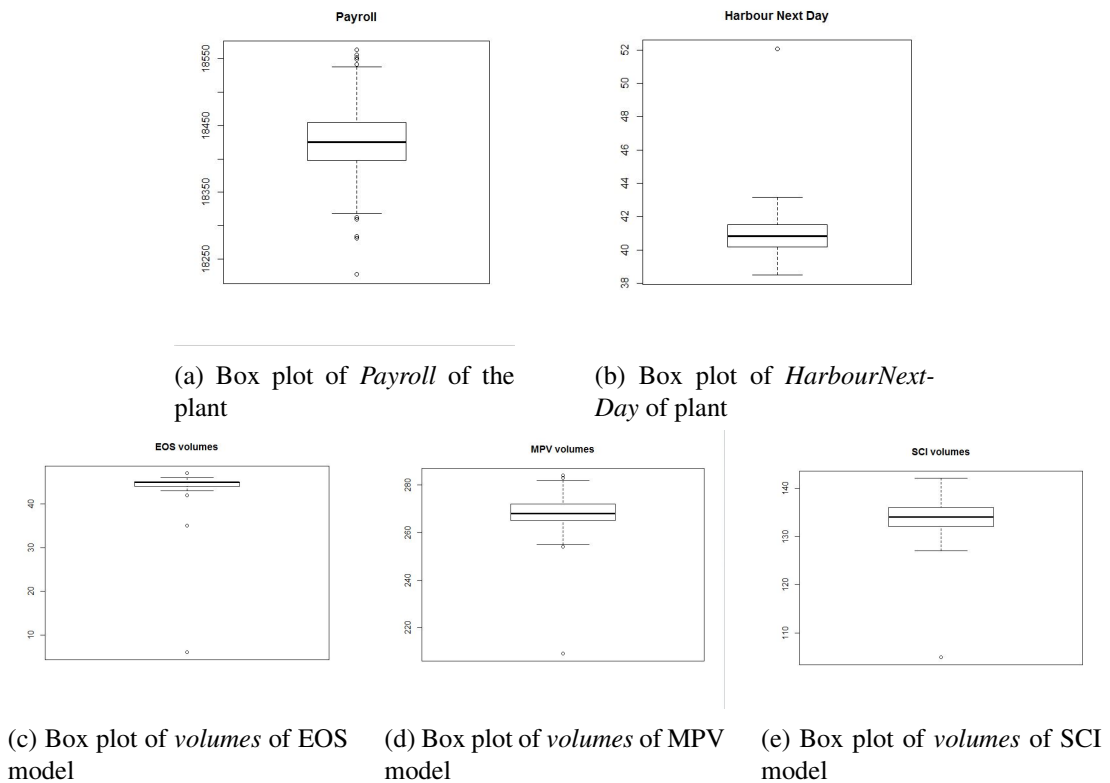 Payroll
18550
18450
18350
18250
Harbour Next Day
52
50
48
46
44
42
40
38
(a) Box plot of Payroll of the
plant
(b) Box plot of HarbourNext-
Day of plant
EOS volumes
40
30
20
10
MPV volumes
280
260
240
220
SCI volumes
140
130
120
110
(c) Box plot of volumes of EOS
model
(d) Box plot of volumes of MPV
model
(e) Box plot of volumes of SCI
model